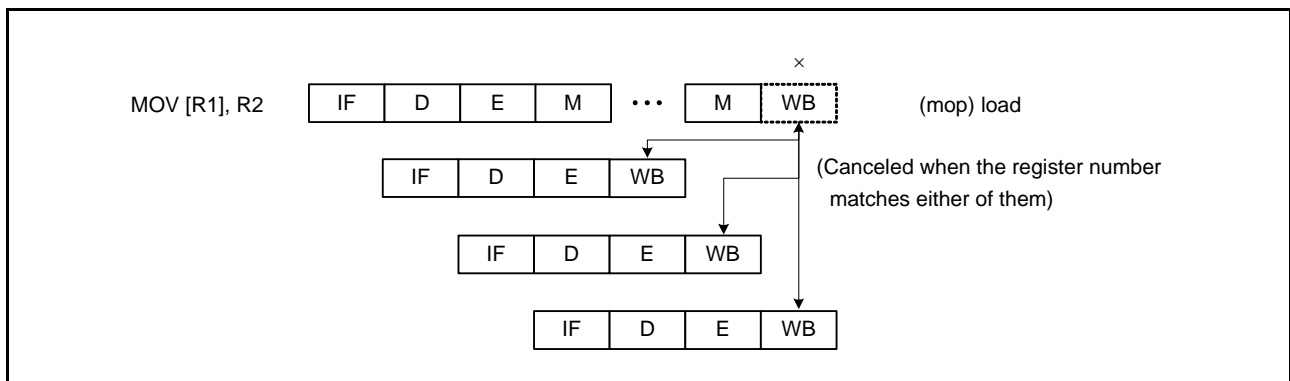 ×
MOV [R1], R2 IF D E M • • • M WB (mop) load
IF D E WB
(Canceled when the register number
matches either of them)
IF D E WB
IF D E WB